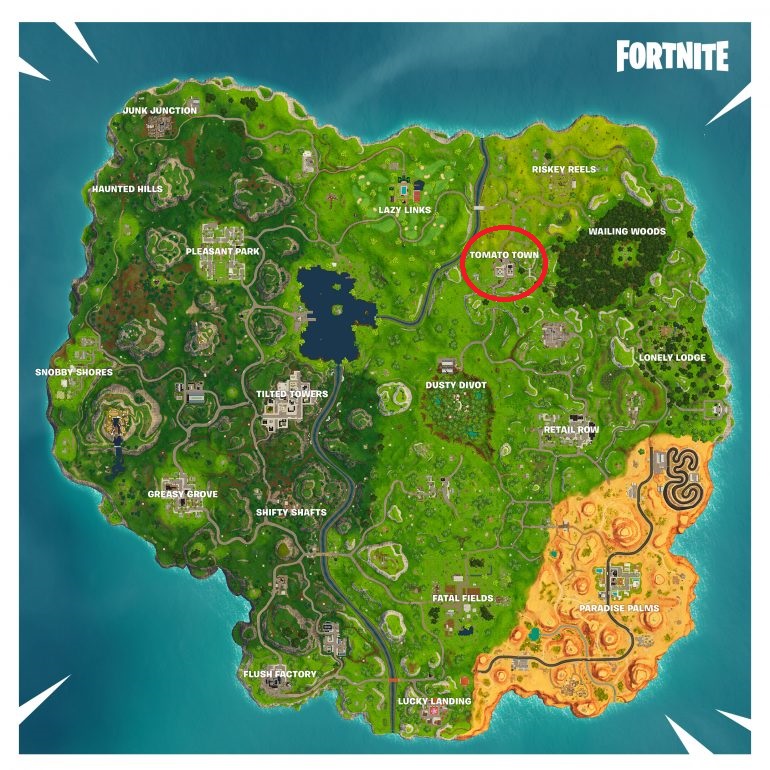 FORTNITE
JUNK JUNCTION
RISKEY REELS
HAUNTED HILLS
LAZY LINKS
WAILING WOODS
PLEASANT PARK
TOMATO TOWN
LONELY LODGE
SNOBBY SHORES
DUSTY DIVOT
TILTED TOWERS
RETAIL ROW
GREASY GROVE
SHIFTY SHAFTS
FATAL FIELDS
PARADISE PALMS
FLUSH FACTORY
LUCKY LANDING